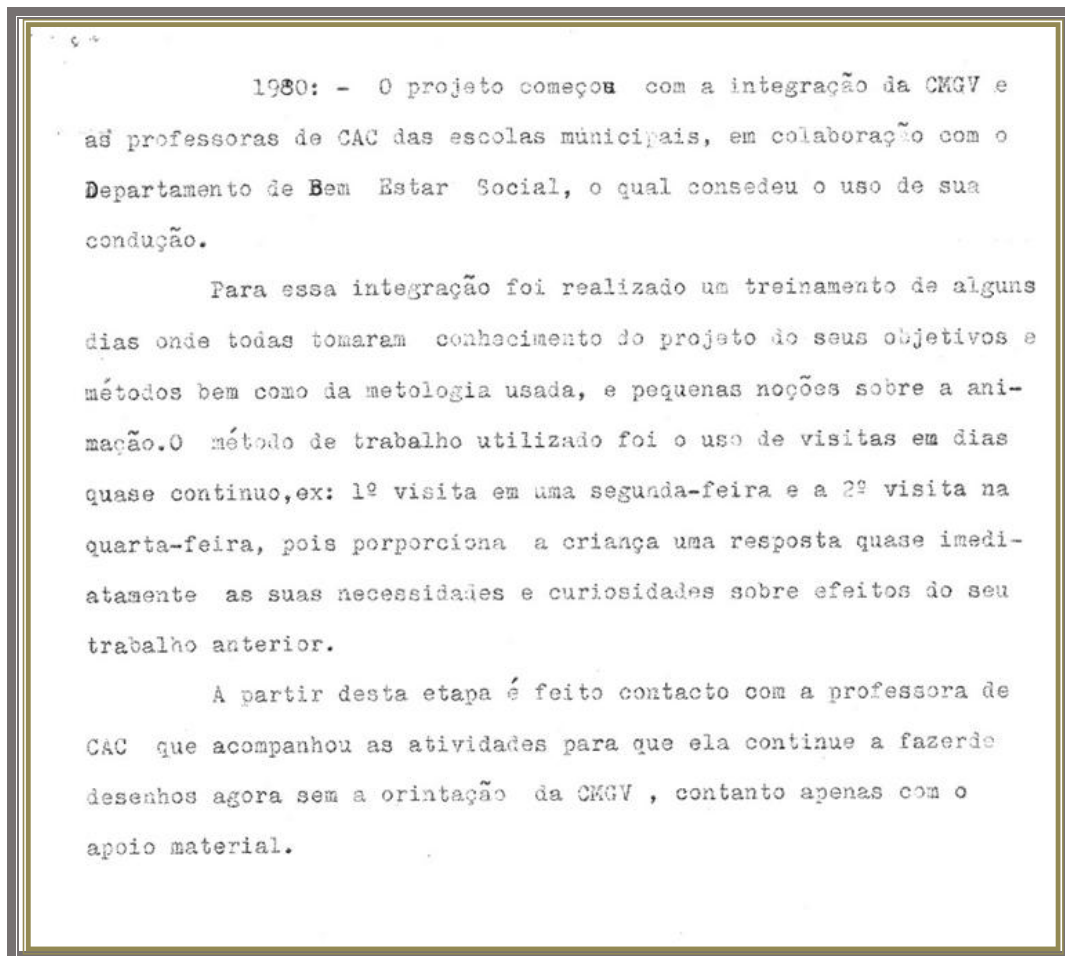 1980: - O projeto começou com a integração da CMGV e
as professoras de CAC das escolas municipais, em colaboração com o
Departamento de Bem Estar Social, o qual consedeu o uso de sua
condução.
Para essa integração foi realizado um treinamento de alguns
dias onde todas tomaram conhecimento do projeto do seus objetivos e
métodos bem como da metologia usada, e pequenas noções sobre a ani-
mação.O método de trabalho utilizado foi o uso de visitas em dias
quase continuo,ex: 1º visita em uma segunda-feira e a 2º visita na
quarta-feira, pois porporciona a criança uma resposta quase imedi-
atamente as suas necessidades e curiosidades sobre efeitos do seu
trabalho anterior.
A partir desta etapa é feito contacto com a professora de
CAC que acompanhou as atividades para que ela continue a fazerde
desenhos agora sem a orintação da CMGV , contanto apenas com o
apoio material.